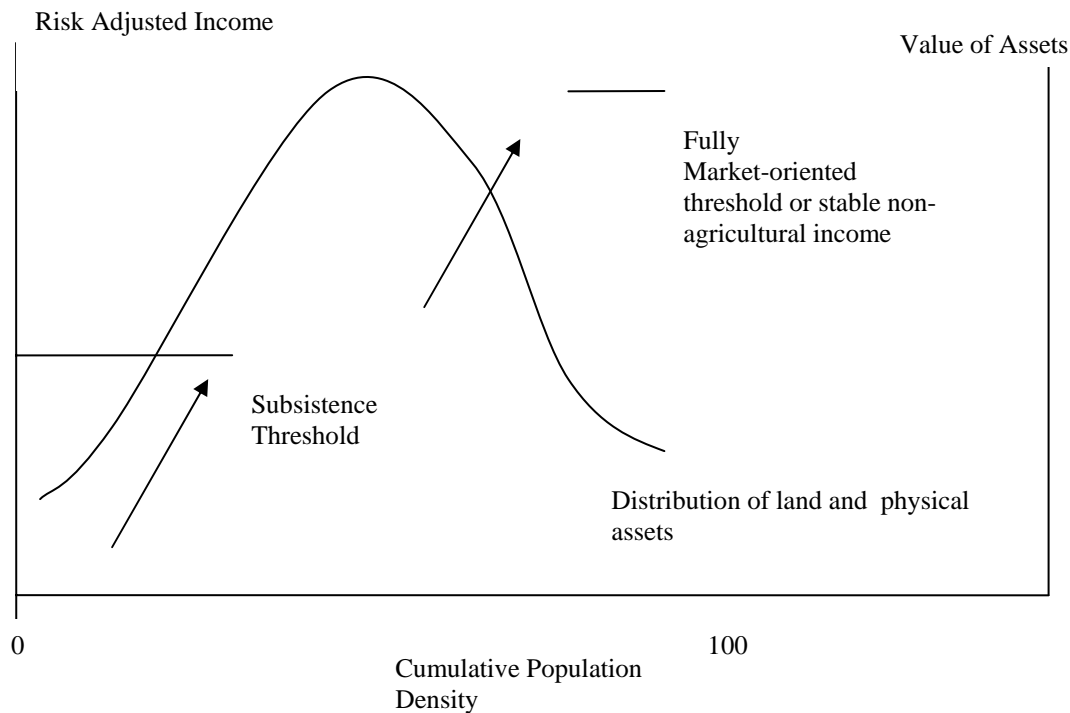 Risk Adjusted Income
Value of Assets
Fully
Market-oriented
threshold or stable non-
agricultural income
Subsistence
Threshold
Distribution of land and physical
assets
0
100
Cumulative Population
Density